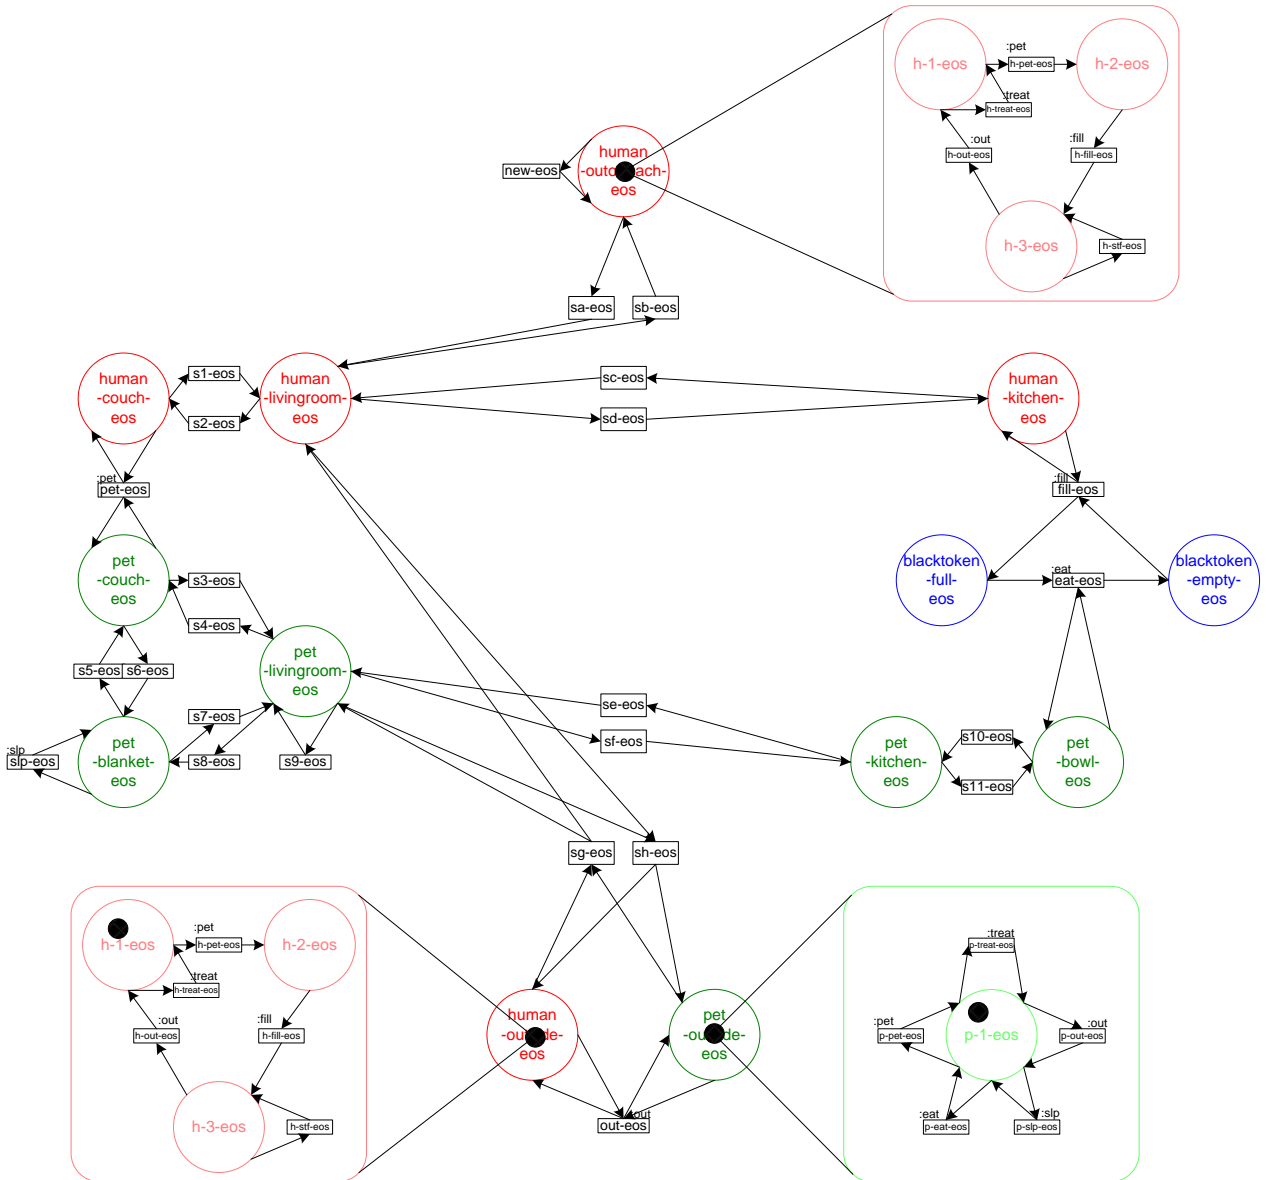 :pet
h-1-eos
h-pet-eos
h-2-eos
:treat
h-treat-eos
:out
h-out-eos
:fill
h-fill-eos
h-3-eos
h-stf-eos
new-eos
human
eos
sa-eos
sb-eos
human
-couch-
eos
s1-eos
s2-eos
human
-livingroom-
eos
sc-eos
sd-eos
human
-kitchen-
eos
:pet
pet-eos
:fill
fill-eos
pet
-couch-
eos
s3-eos
s4-eos
blacktoken
-full-
eos
:eat
eat-eos
blacktoken
-empty-
eos
s5-eos
s6-eos
pet
-livingroom-
eos
s7-eos
s8-eos
s9-eos
:slp
slp-eos
pet
-blanket-
eos
se-eos
sf-eos
pet
-kitchen-
eos
s10-eos
s11-eos
pet
-bowl-
eos
sg-eos
sh-eos
:pet
h-1-eos
h-pet-eos
h-2-eos
:treat
h-treat-eos
:out
h-out-eos
:fill
h-fill-eos
h-3-eos
h-stf-eos
human
eos
pet
eos
:out
out-eos
:treat
p-treat-eos
:pet
p-pet-eos
p-1-eos
:out
p-out-eos
:eat
p-eat-eos
:slp
p-slp-eos